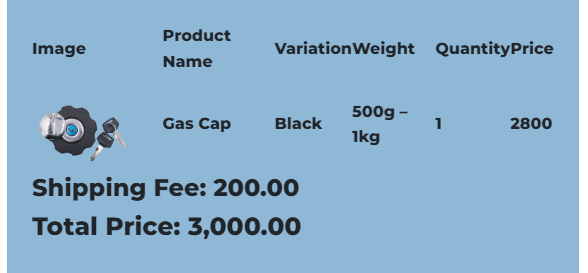 Image Product Name Variation Weight Quantity Price
Gas Cap Black 500g – 1kg 1 2800
Shipping Fee: 200.00
Total Price: 3,000.00